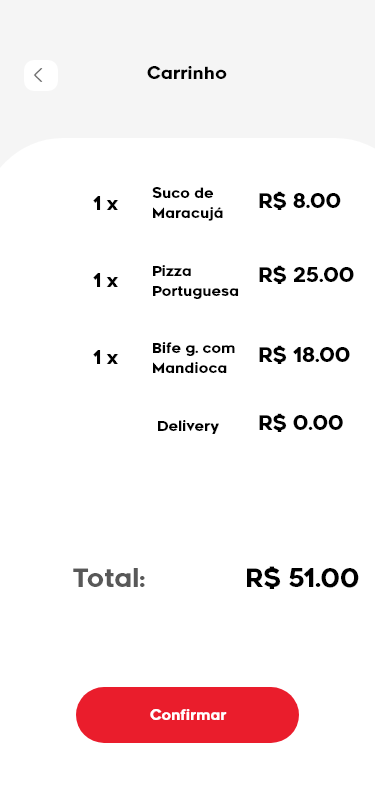 Carrinho
1 x
Suco de
Maracujá
R$ 8.00
1 x
Pizza
Portuguesa
R$ 25.00
1 x
Bife g. com
Mandioca
R$ 18.00
Delivery
R$ 0.00
Total:
R$ 51.00
Confirmar